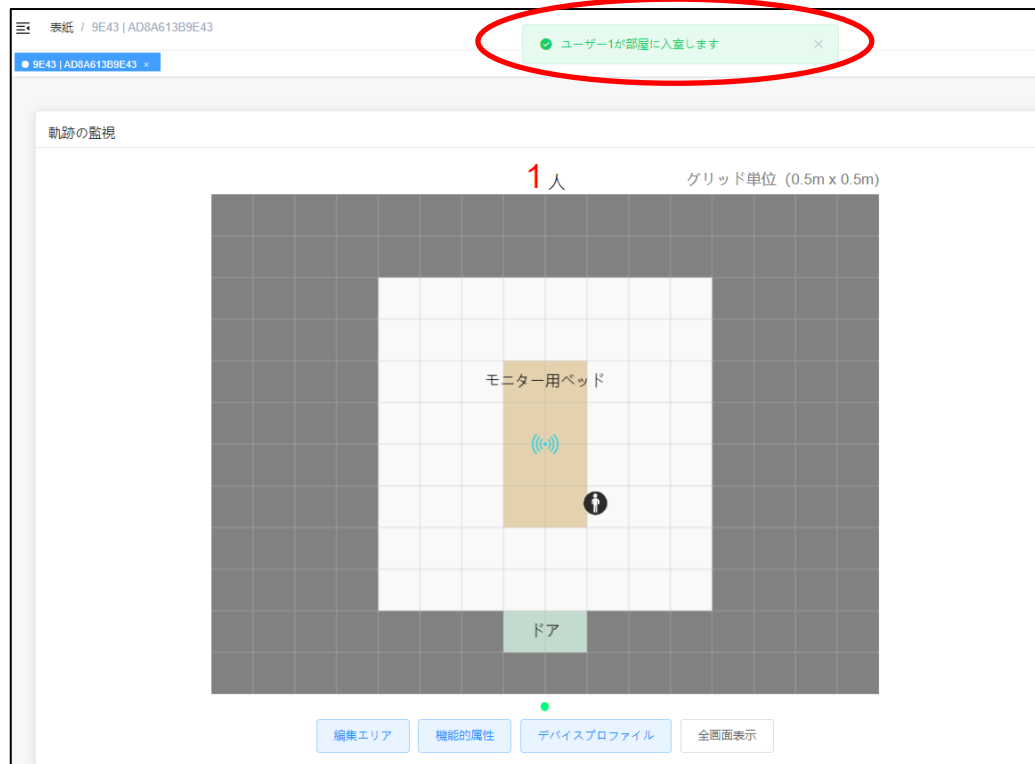 表紙 / 9E43 | AD8A613B9E43
ユーザー1が部屋に入室します
9E43 | AD8A613B9E43 ×
軌跡の監視
1 人
グリッド単位 (0.5m x 0.5m)
モニター用ベッド
ドア
編集エリア
機能的属性
デバイスプロファイル
全画面表示